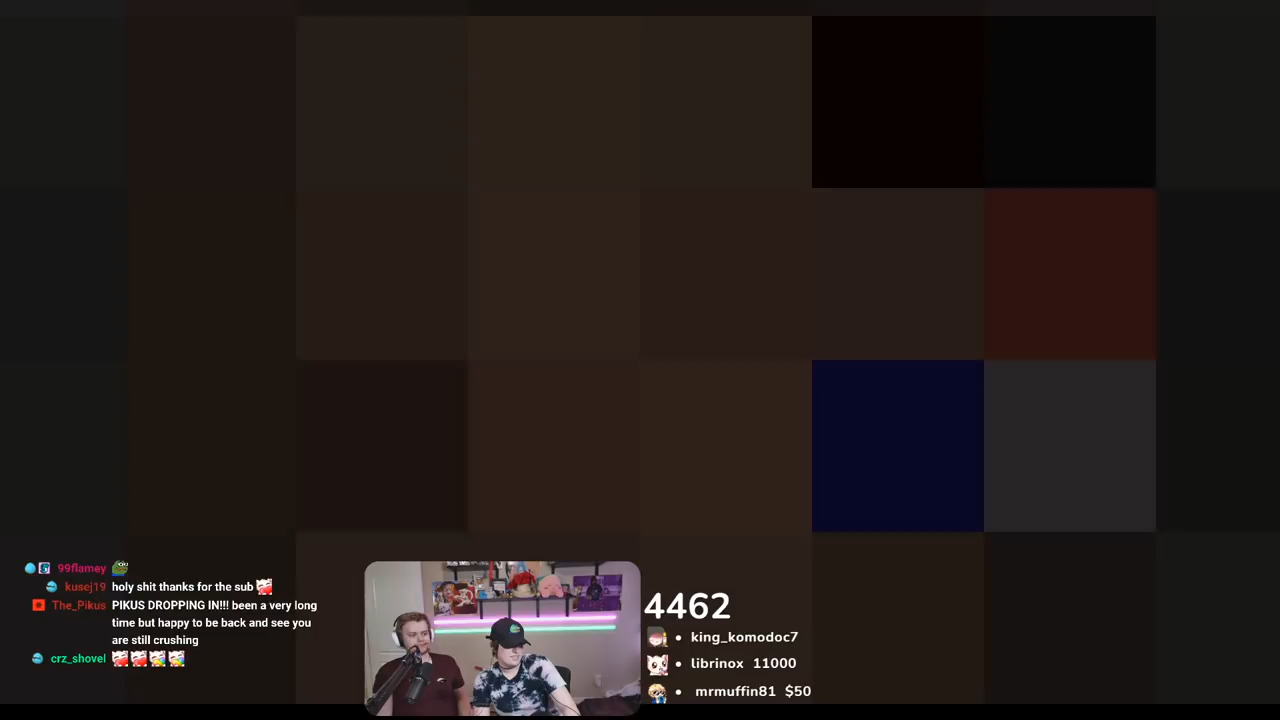 99flamey
kusej19 holy shit thanks for the sub
The_Pikus PIKUS DROPPING IN!!! been a very long
time but happy to be back and see you
are still crushing
crz_shovel
4462
• king_komodoc7
• librinox 11000
• mrmuffin81 $50